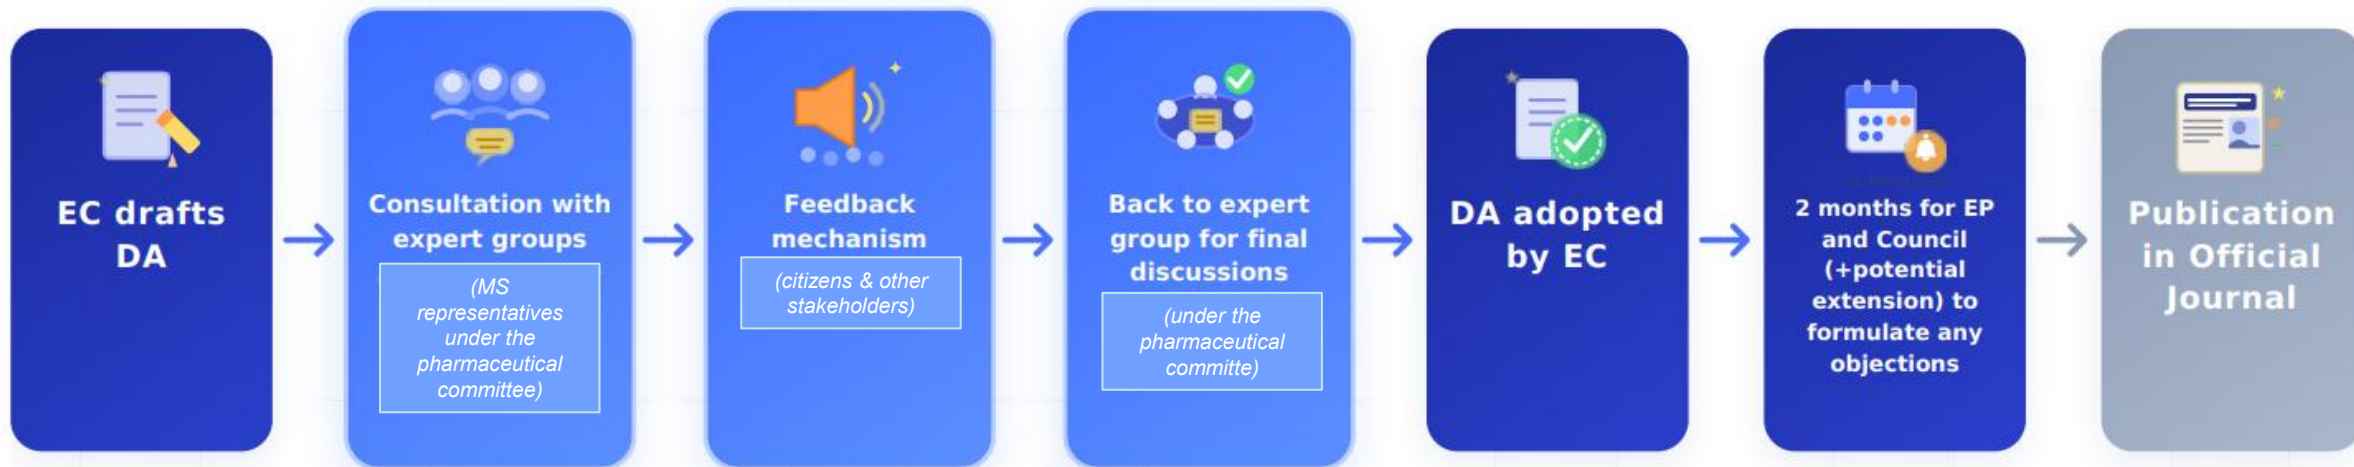 EC drafts
DA
Consultation with
expert groups
(MS
representatives
under the
pharmaceutical
committee)
Feedback
mechanism
(citizens & other
stakeholders)
Back to expert
group for final
discussions
(under the
pharmaceutical
committe)
DA adopted
by EC
2 months for EP
and Council
(+potential
extension) to
formulate any
objections
Publication
in Official
Journal